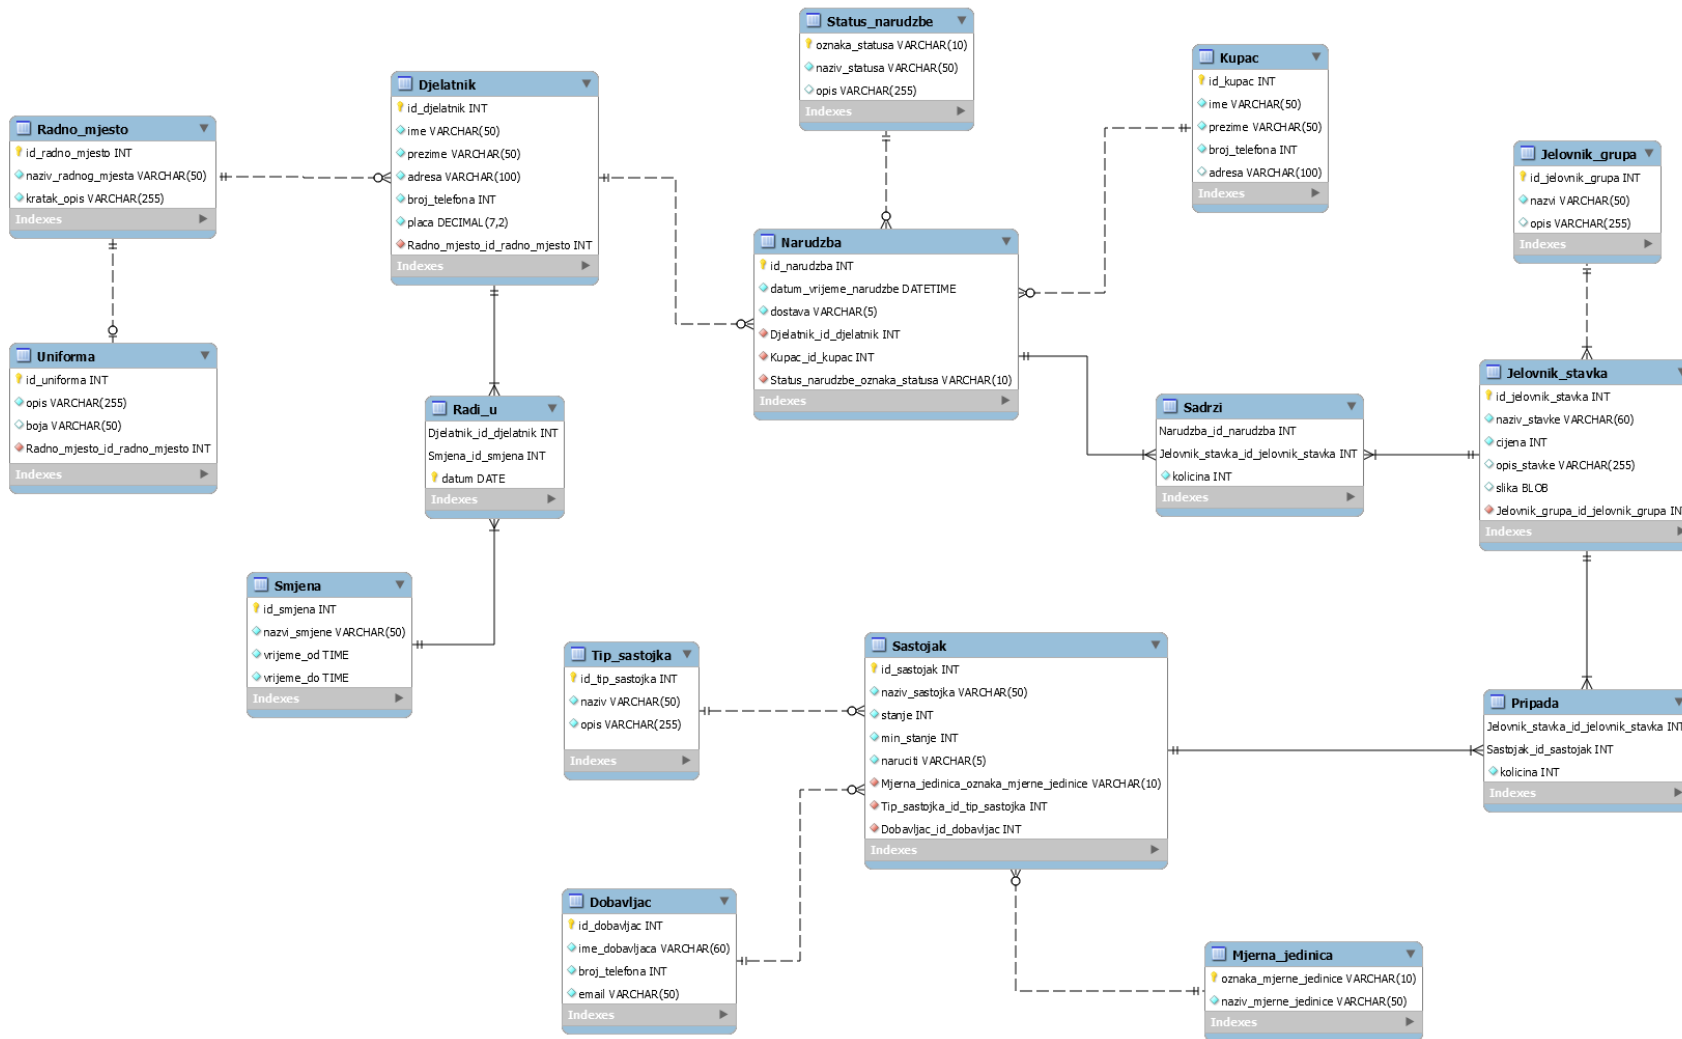 Status_narudzbe
oznaka_statusa VARCHAR(10)
naziv_statusa VARCHAR(50)
opis VARCHAR(255)
Indexes
Kupac
id_kupac INT
ime VARCHAR(50)
prezime VARCHAR(50)
broj_telefona INT
adresa VARCHAR(100)
Indexes
Djelatnik
id_djelatnik INT
ime VARCHAR(50)
prezime VARCHAR(50)
adresa VARCHAR(100)
broj_telefona INT
placa DECIMAL(7,2)
Radno_mjesto_id_radno_mjesto INT
Indexes
Radno_mjesto
id_radno_mjesto INT
naziv_radnog_mjesta VARCHAR(50)
kratak_opis VARCHAR(255)
Indexes
Jelovnik_grupa
id_jelovnik_grupa INT
nazvi VARCHAR(50)
opis VARCHAR(255)
Indexes
Narudzba
id_narudzba INT
datum_vrijeme_narudzbe DATETIME
dostava VARCHAR(5)
Djelatnik_id_djelatnik INT
Kupac_id_kupac INT
Status_narudzbe_oznaka_statusa VARCHAR(10)
Indexes
Uniforma
id_uniforma INT
opis VARCHAR(255)
boja VARCHAR(50)
Radno_mjesto_id_radno_mjesto INT
Indexes
Radi_u
Djelatnik_id_djelatnik INT
Smjena_id_smjena INT
datum DATE
Indexes
Sadrzi
Narudzba_id_narudzba INT
Jelovnik_stavka_id_jelovnik_stavka INT
kolicina INT
Indexes
Jelovnik_stavka
id_jelovnik_stavka INT
naziv_stavke VARCHAR(60)
cijena INT
opis_stavke VARCHAR(255)
slika BLOB
Jelovnik_grupa_id_jelovnik_grupa IN
Indexes
Smjena
id_smjena INT
nazvi_smjene VARCHAR(50)
vrijeme_od TIME
vrijeme_do TIME
Indexes
Tip_sastojka
id_tip_sastojka INT
naziv VARCHAR(50)
opis VARCHAR(255)
Indexes
Sastojak
id_sastojak INT
naziv_sastojka VARCHAR(50)
stanje INT
min_stanje INT
naruciti VARCHAR(5)
Mjerna_jedinica_oznaka_mjerne_jedinice VARCHAR(10)
Tip_sastojka_id_tip_sastojka INT
Dobavljac_id_dobavljac INT
Indexes
Pripada
Jelovnik_stavka_id_jelovnik_stavka INT
Sastojak_id_sastojak INT
kolicina INT
Indexes
Dobavljac
id_dobavljac INT
ime_dobavljaca VARCHAR(60)
broj_telefona INT
email VARCHAR(50)
Indexes
Mjerna_jedinica
oznaka_mjerne_jedinice VARCHAR(10)
naziv_mjerne_jedinice VARCHAR(50)
Indexes